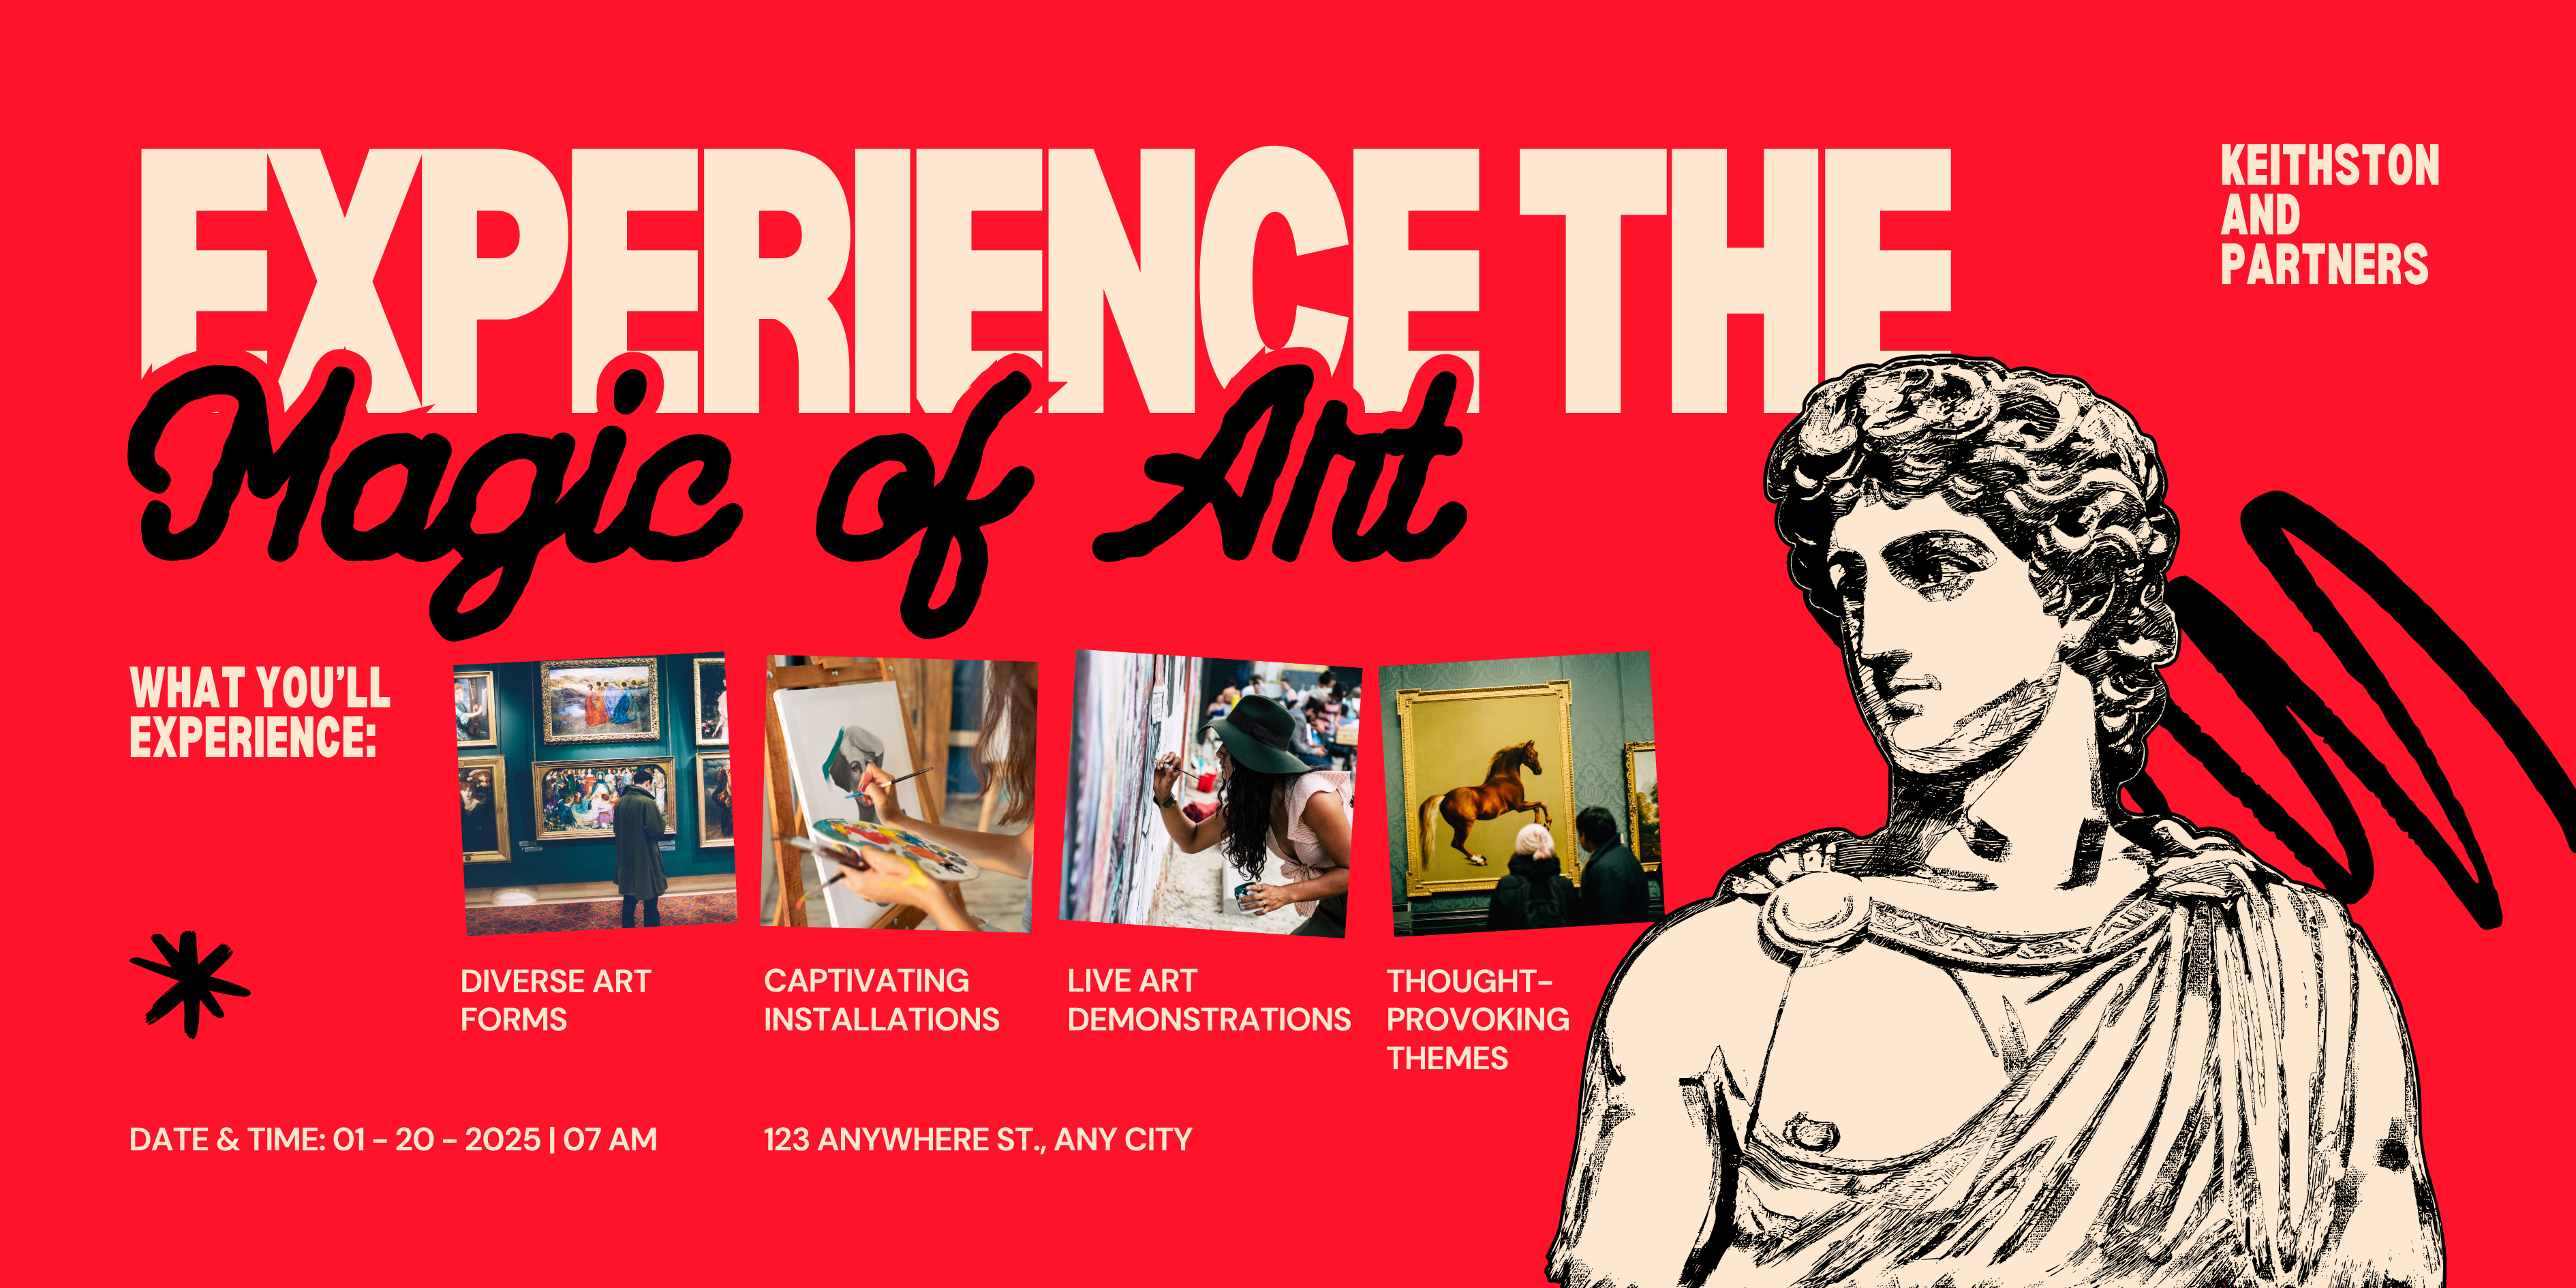 EXPERIENCE THE
Magic of Art
KEITHSTON
AND
PARTNERS
WHAT YOU'LL
EXPERIENCE:
DIVERSE ART
FORMS
CAPTIVATING
INSTALLATIONS
LIVE ART
DEMONSTRATIONS
THOUGHT-
PROVOKING
THEMES
DATE & TIME: 01 - 20 - 2025 | 07 AM
123 ANYWHERE ST., ANY CITY